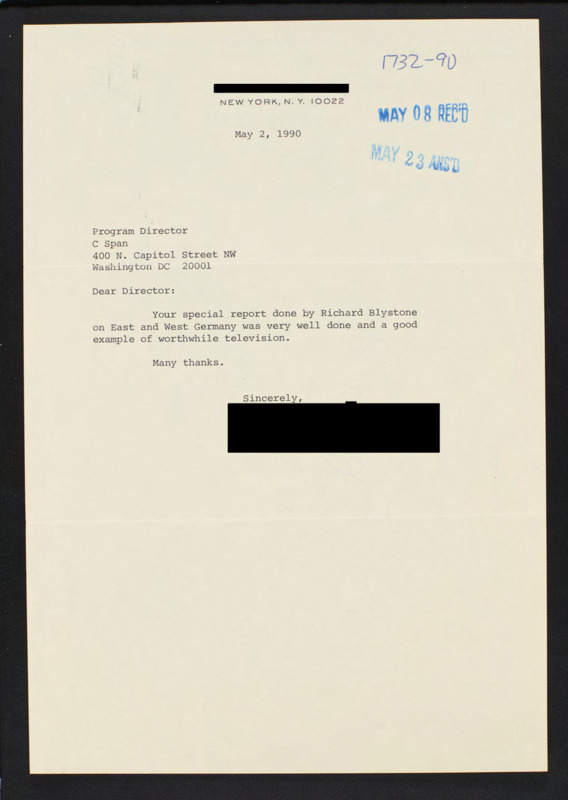 1732-90
NEW YORK, N. Y. 10022
MAY 08 REC'D
May 2, 1990
MAY 23 ANS'D
Program Director
C Span
400 N. Capitol Street NW
Washington DC  20001
Dear Director:
Your special report done by Richard Blystone
on East and West Germany was very well done and a good
example of worthwhile television.
Many thanks.
Sincerely,